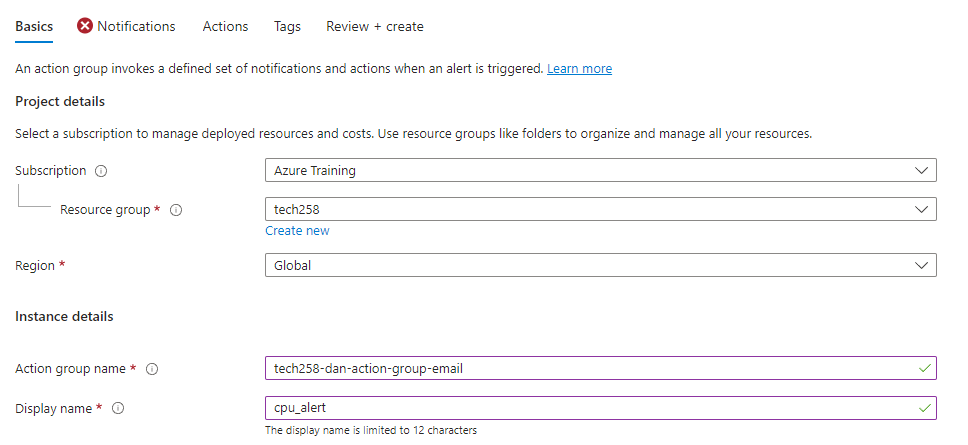 Basics Notifications Actions Tags Review + create
An action group invokes a defined set of notifications and actions when an alert is triggered. Learn more
Project details
Select a subscription to manage deployed resources and costs. Use resource groups like folders to organize and manage all your resources.
Subscription Azure Training
Resource group * tech258
Create new
Region * Global
Instance details
Action group name * tech258-dan-action-group-email
Display name * cpu_alert
The display name is limited to 12 characters